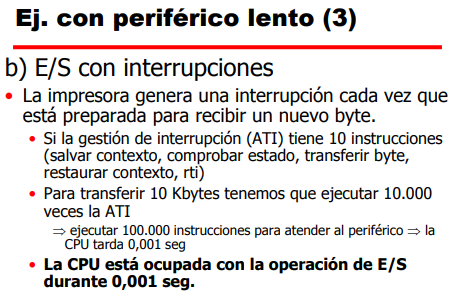 Ej. con periférico lento (3)
b) E/S con interrupciones
• La impresora genera una interrupción cada vez que
está preparada para recibir un nuevo byte.
• Si la gestión de interrupción (ATI) tiene 10 instrucciones
(salvar contexto, comprobar estado, transferir byte,
restaurar contexto, rti)
• Para transferir 10 Kbytes tenemos que ejecutar 10.000
veces la ATI
⇒ ejecutar 100.000 instrucciones para atender al periférico ⇒ la
CPU tarda 0,001 seg
• La CPU está ocupada con la operación de E/S
durante 0,001 seg.